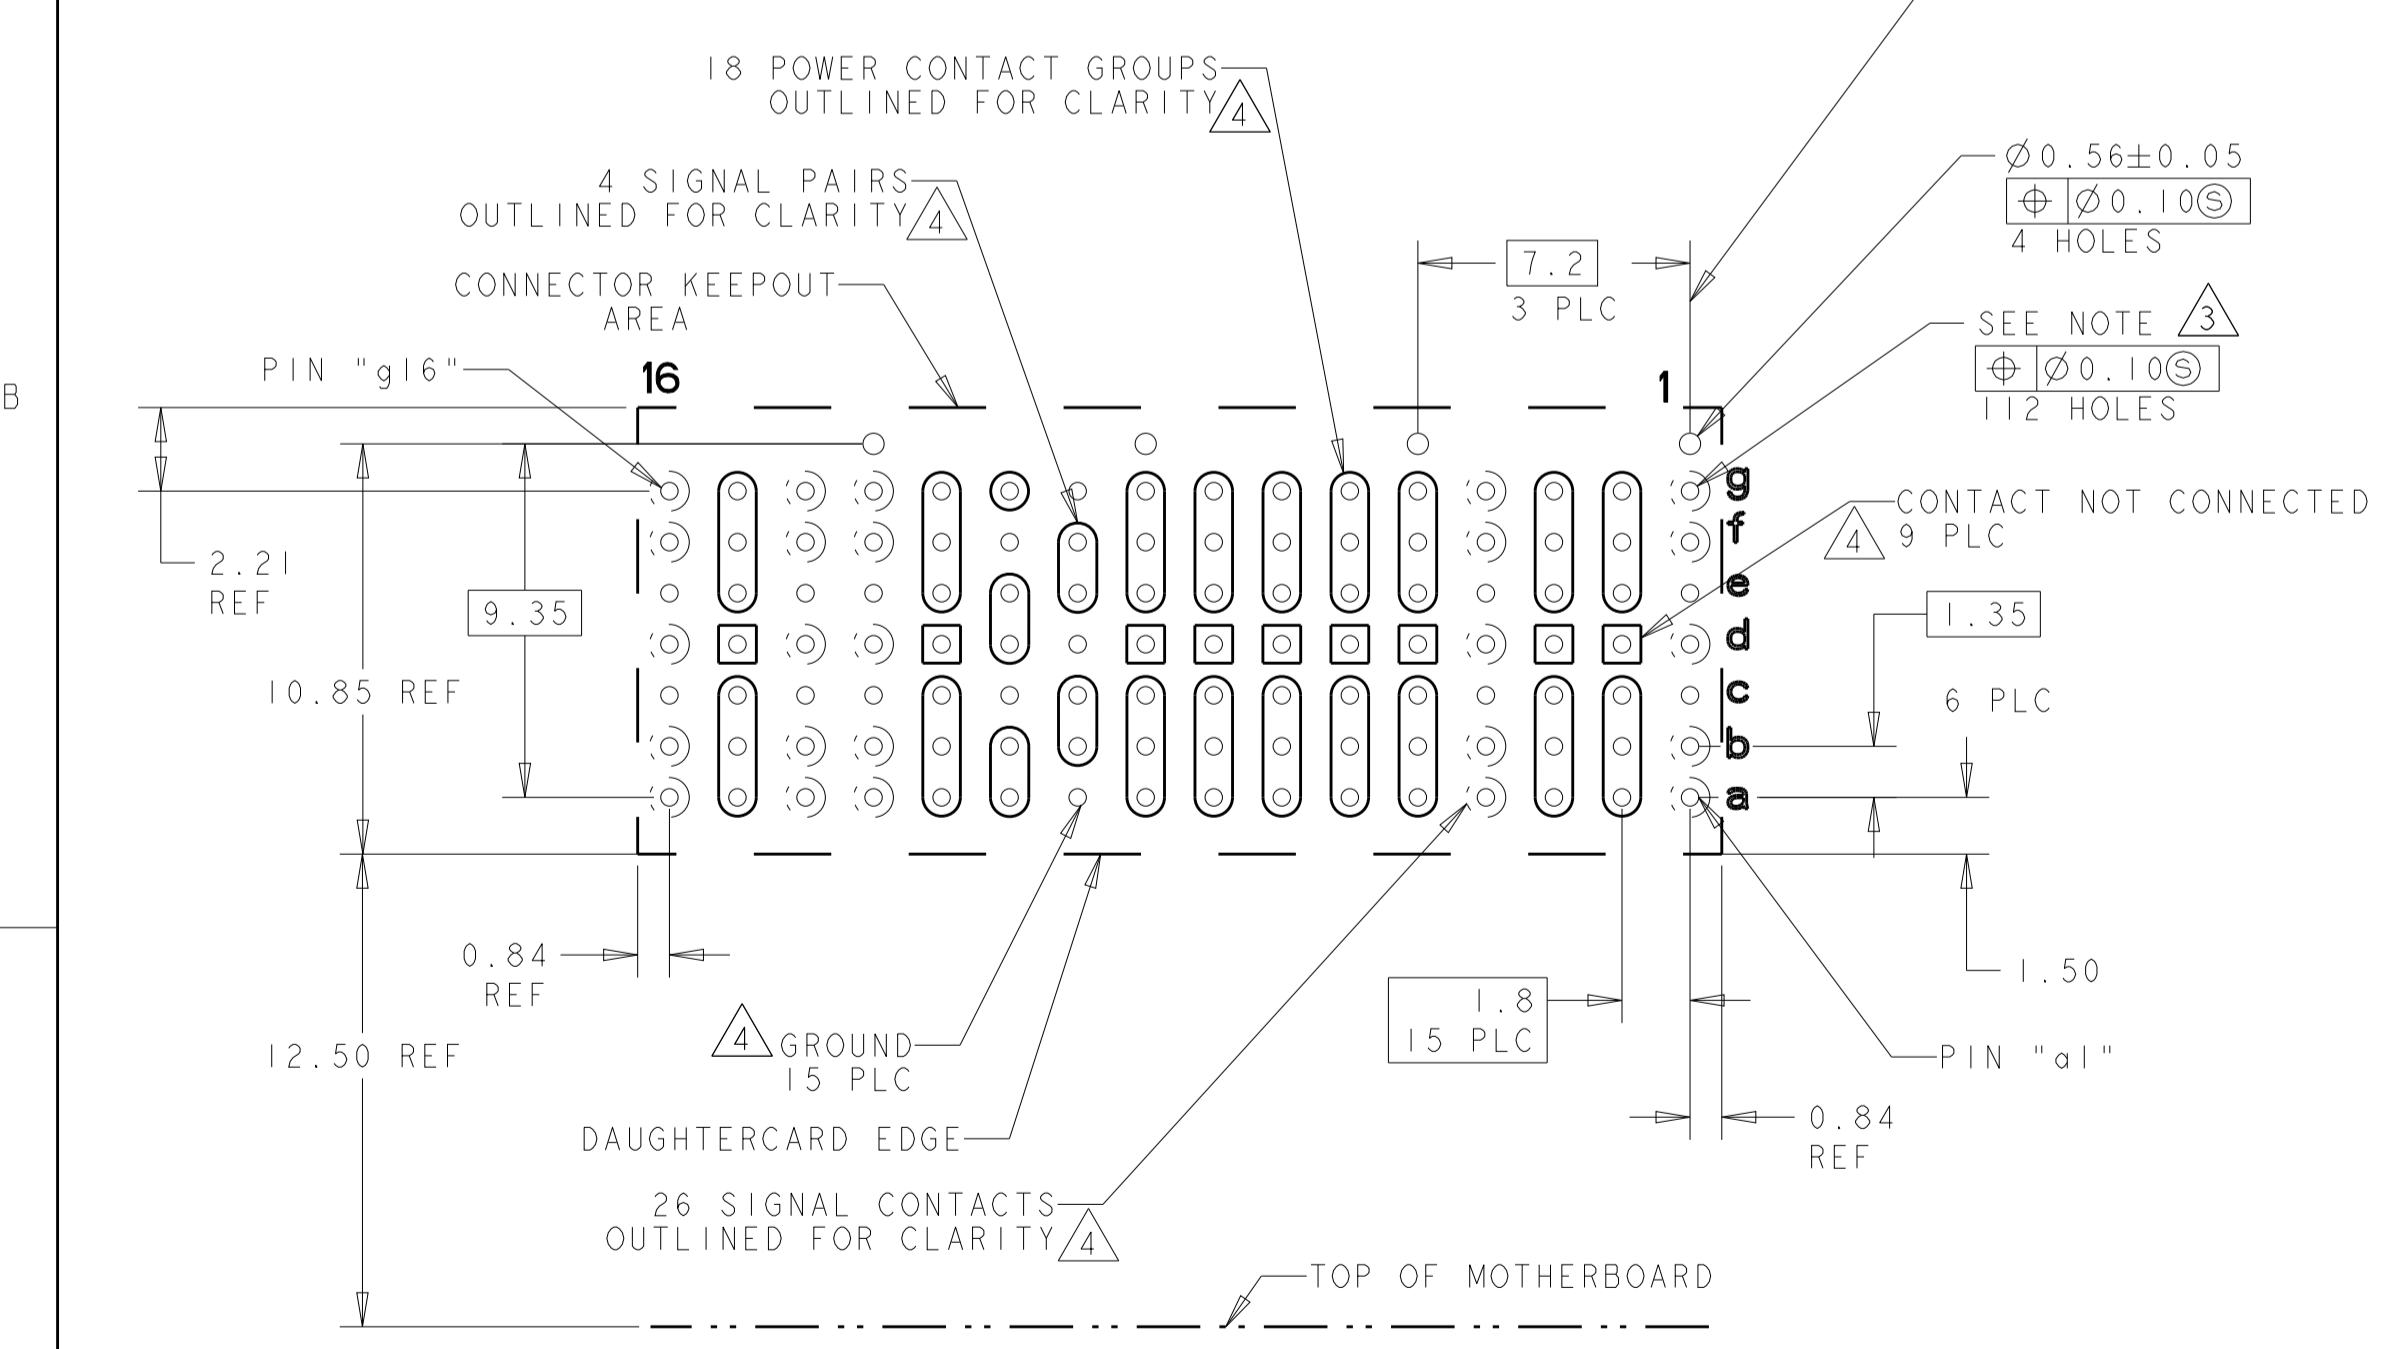 18 POWER CONTACT GROUPS
OUTLINED FOR CLARITY 4
4 SIGNAL PAIRS
OUTLINED FOR CLARITY 4
CONNECTOR KEEPOUT
AREA
PIN "g16"
16
1
7.2
3 PLC
Ø0.56±0.05
⌖ Ø0.10Ⓢ
4 HOLES
SEE NOTE 3
⌖ Ø0.10Ⓢ
112 HOLES
B
g
f
e
d
c
b
a
CONTACT NOT CONNECTED
4 9 PLC
2.21
REF
9.35
1.35
6 PLC
10.85 REF
0.84
REF
12.50 REF
1.50
1.8
15 PLC
4 GROUND
15 PLC
PIN "a1"
0.84
REF
DAUGHTERCARD EDGE
26 SIGNAL CONTACTS
OUTLINED FOR CLARITY 4
TOP OF MOTHERBOARD